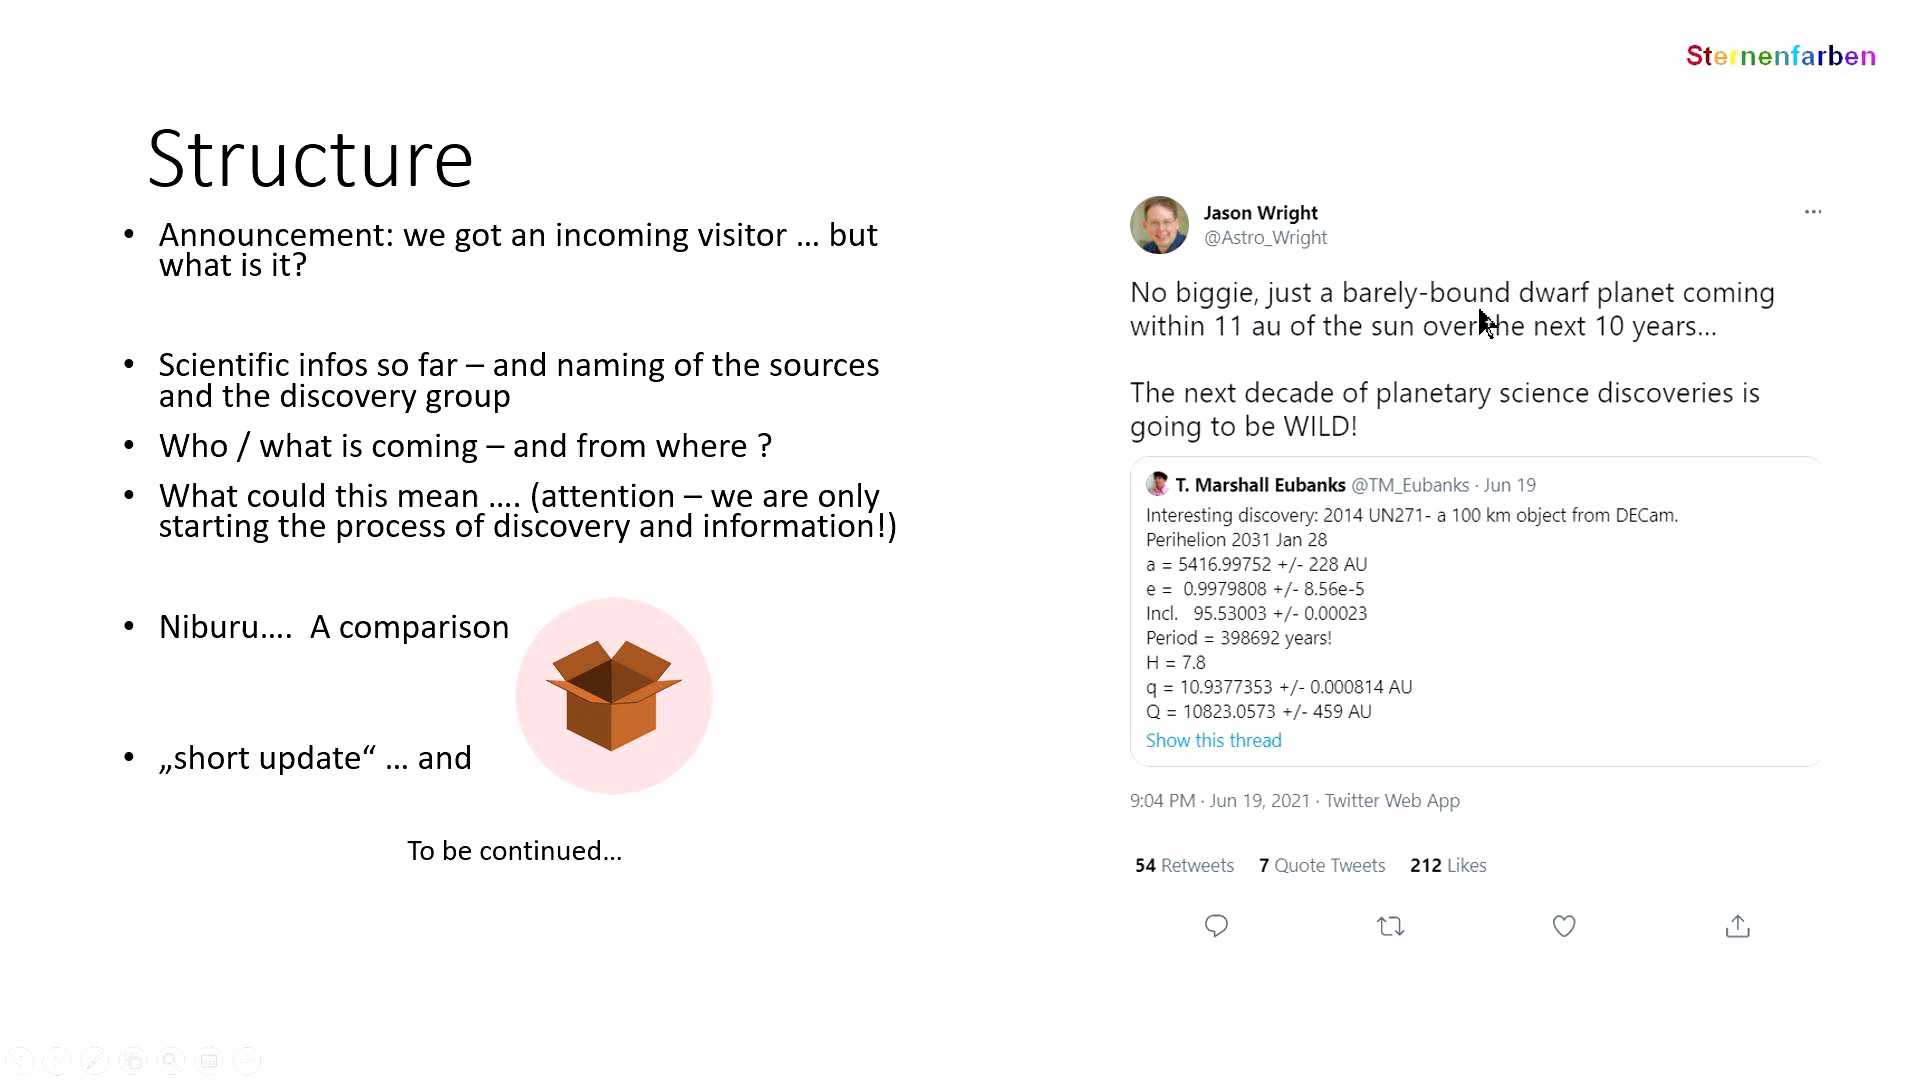 Sternenfarben
Structure
• Announcement: we got an incoming visitor ... but
what is it?
• Scientific infos so far – and naming of the sources
and the discovery group
• Who / what is coming – and from where ?
• What could this mean .... (attention – we are only
starting the process of discovery and information!)
• Niburu.... A comparison
• „short update“ ... and
To be continued...
Jason Wright
@Astro_Wright
No biggie, just a barely-bound dwarf planet coming
within 11 au of the sun over the next 10 years...
The next decade of planetary science discoveries is
going to be WILD!
T. Marshall Eubanks @TM_Eubanks · Jun 19
Interesting discovery: 2014 UN271- a 100 km object from DECam.
Perihelion 2031 Jan 28
a = 5416.99752 +/- 228 AU
e = 0.9979808 +/- 8.56e-5
Incl. 95.53003 +/- 0.00023
Period = 398692 years!
H = 7.8
q = 10.9377353 +/- 0.000814 AU
Q = 10823.0573 +/- 459 AU
Show this thread
9:04 PM · Jun 19, 2021 · Twitter Web App
54 Retweets 7 Quote Tweets 212 Likes